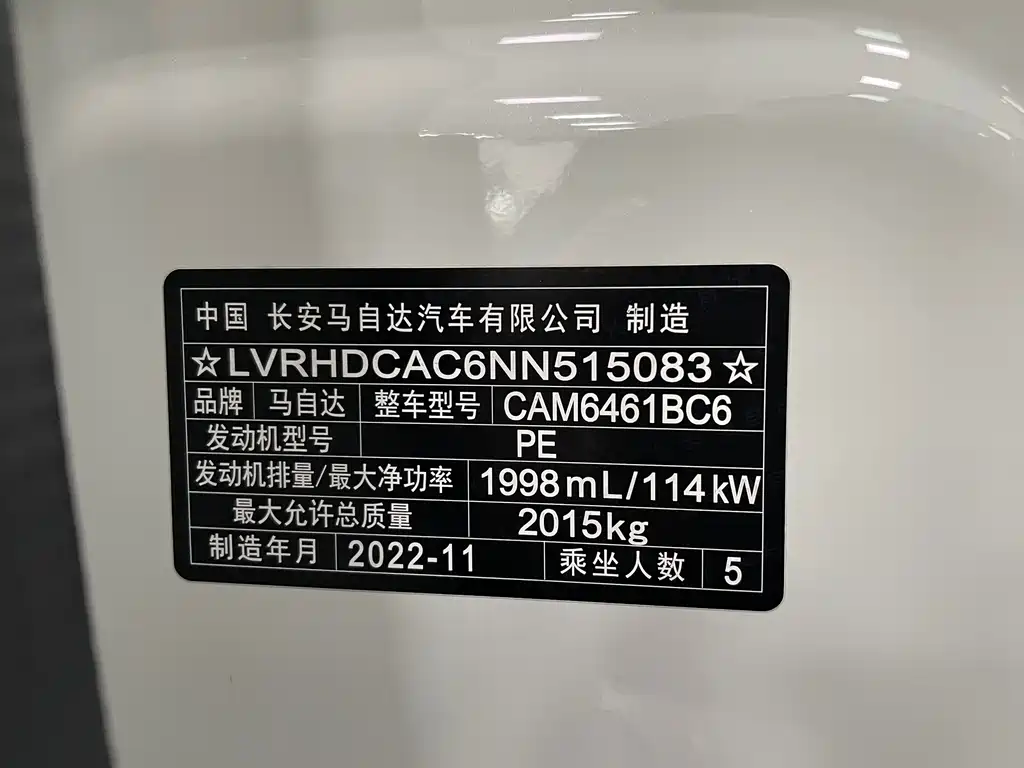 中国 长安马自达汽车有限公司 制造
☆LVRHDCAC6NN515083☆
品牌 马自达 整车型号 CAM6461BC6
发动机型号 PE
发动机排量/最大净功率 1998mL/114kW
最大允许总质量 2015kg
制造年月 2022-11 乘坐人数 5